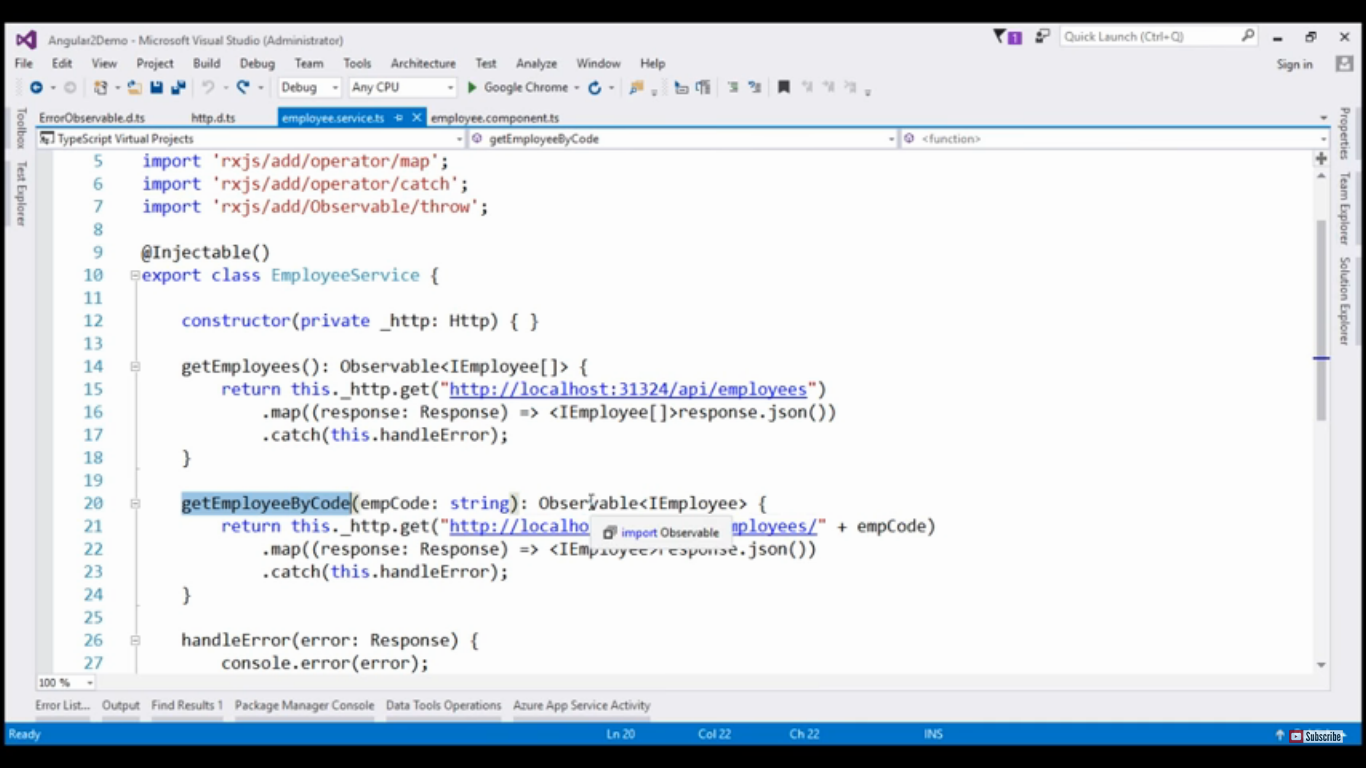 Angular2Demo - Microsoft Visual Studio (Administrator) 1 Quick Launch (Ctrl+Q)
File Edit View Project Build Debug Team Tools Architecture Test Analyze Window Help Sign in
Debug Any CPU Google Chrome
ErrorObservable.d.ts http.d.ts employee.service.ts employee.component.ts
TypeScript Virtual Projects getEmployeeByCode <function>
Toolbox
Test Explorer
5 import 'rxjs/add/operator/map';
6 import 'rxjs/add/operator/catch';
7 import 'rxjs/add/Observable/throw';
8
9 @Injectable()
10 export class EmployeeService {
11
12 constructor(private _http: Http) { }
13
14 getEmployees(): Observable<IEmployee[]> {
15 return this._http.get("http://localhost:31324/api/employees")
16 .map((response: Response) => <IEmployee[]>response.json())
17 .catch(this.handleError);
18 }
19
20 getEmployeeByCode(empCode: string): Observable<IEmployee> {
21 return this._http.get("http://localho mployees/" + empCode)
import Observable
22 .map((response: Response) => <IEmployee>response.json())
23 .catch(this.handleError);
24 }
25
26 handleError(error: Response) {
27 console.error(error);
Properties
Team Explorer
Solution Explorer
100 %
Error List... Output Find Results 1 Package Manager Console Data Tools Operations Azure App Service Activity
Ready Ln 20 Col 22 Ch 22 INS Subscribe